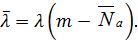 λ̄ = λ(m − N̄ₐ).